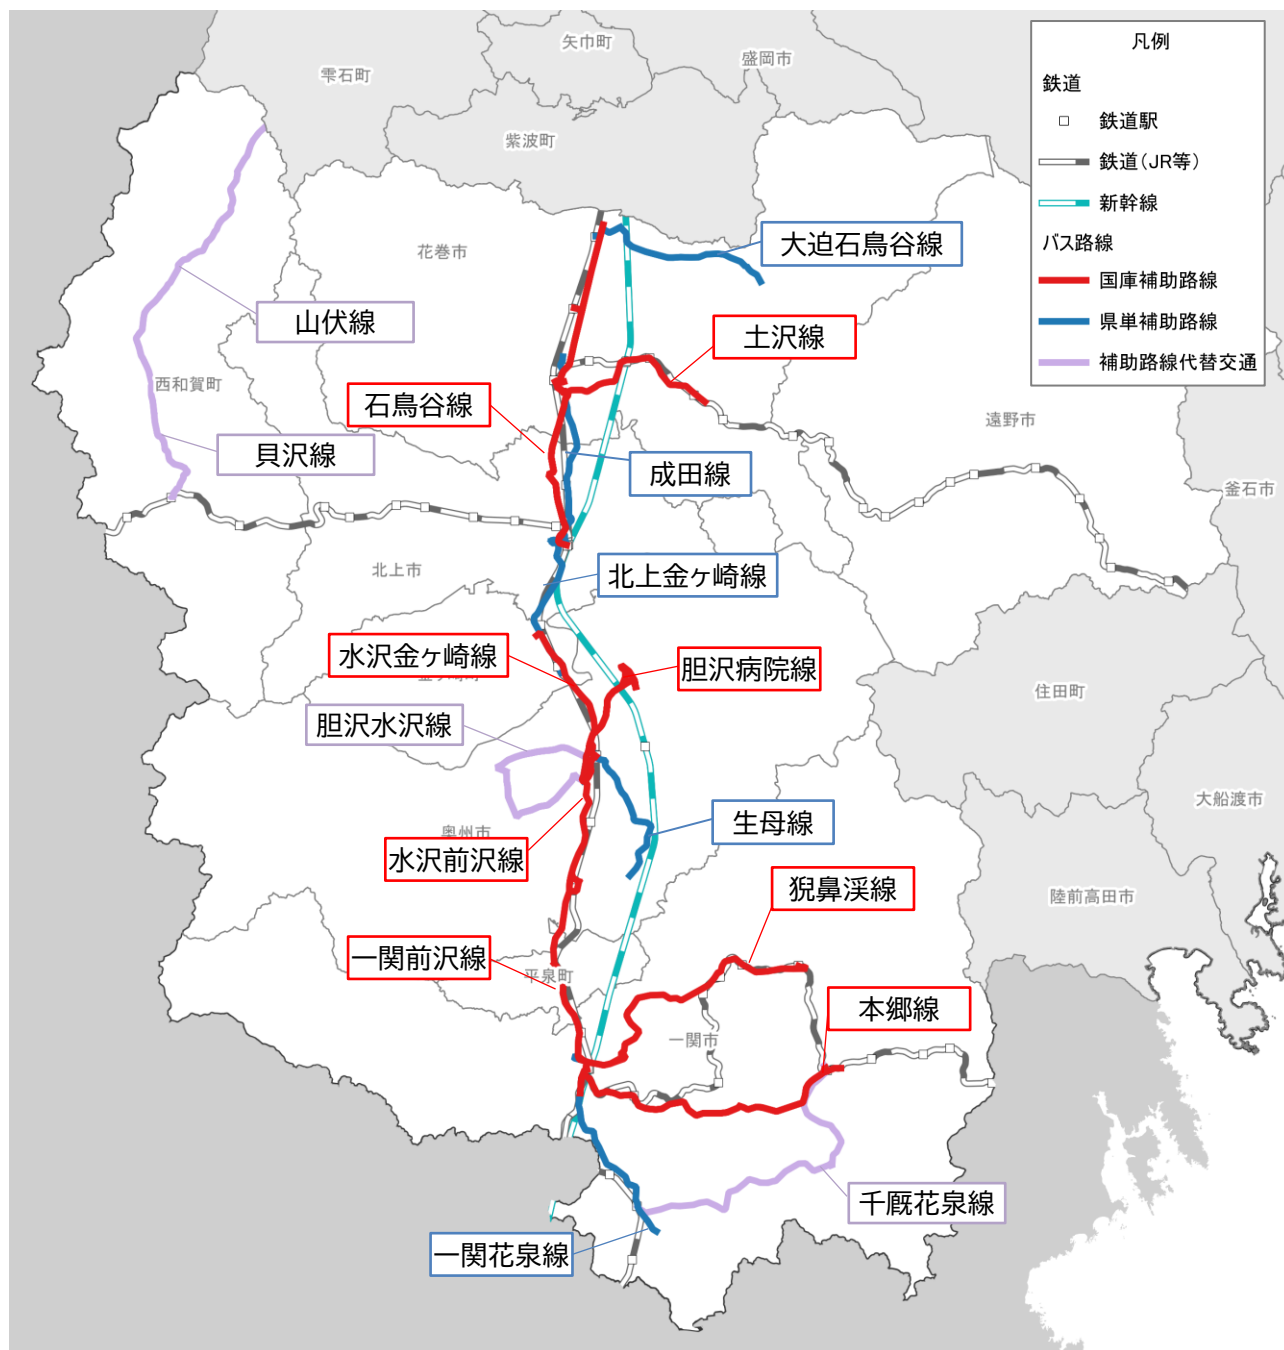 矢巾町
盛岡市
雫石町
紫波町
凡例
鉄道
鉄道駅
鉄道(JR等)
新幹線
バス路線
国庫補助路線
県単補助路線
補助路線代替交通
花巻市
大迫石鳥谷線
山伏線
土沢線
西和賀町
石鳥谷線
遠野市
貝沢線
成田線
釜石市
北上市
北上金ヶ崎線
水沢金ヶ崎線
胆沢病院線
住田町
胆沢水沢線
大船渡市
奥州市
生母線
水沢前沢線
猊鼻渓線
陸前高田市
一関前沢線
平泉町
本郷線
一関市
千厩花泉線
一関花泉線